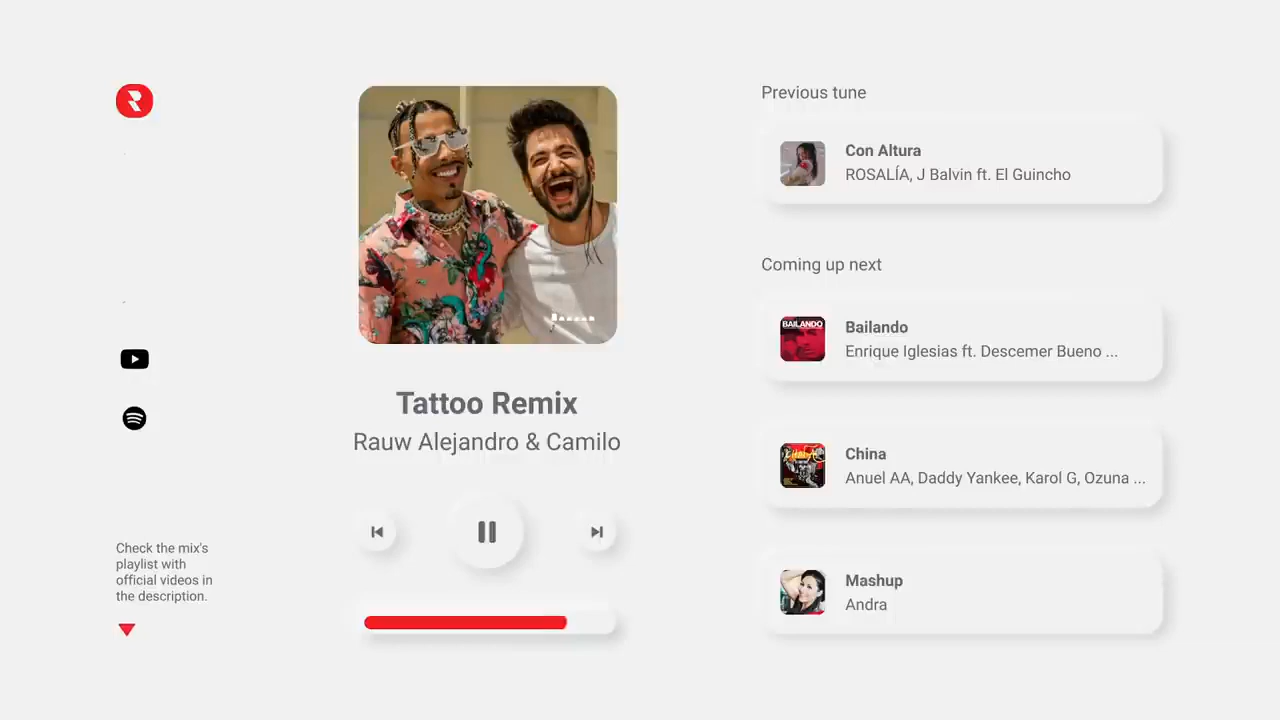 Previous tune
Con Altura
ROSALÍA, J Balvin ft. El Guincho
Coming up next
BAILANDO
Bailando
Enrique Iglesias ft. Descemer Bueno ...
Tattoo Remix
Rauw Alejandro & Camilo
China
Anuel AA, Daddy Yankee, Karol G, Ozuna ...
Check the mix's
playlist with
official videos in
the description.
Mashup
Andra